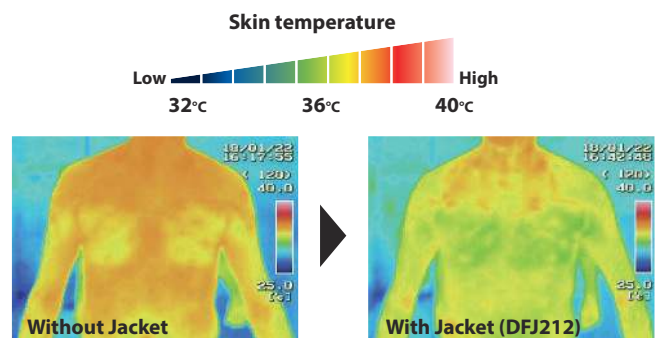 Skin temperature
Low High
32°C 36°C 40°C
18/01/22
16:17:55
< 120>
40.0
25.0
[℃]
Without Jacket
18/01/22
16:42:48
< 120>
40.0
25.0
[℃]
With Jacket (DFJ212)